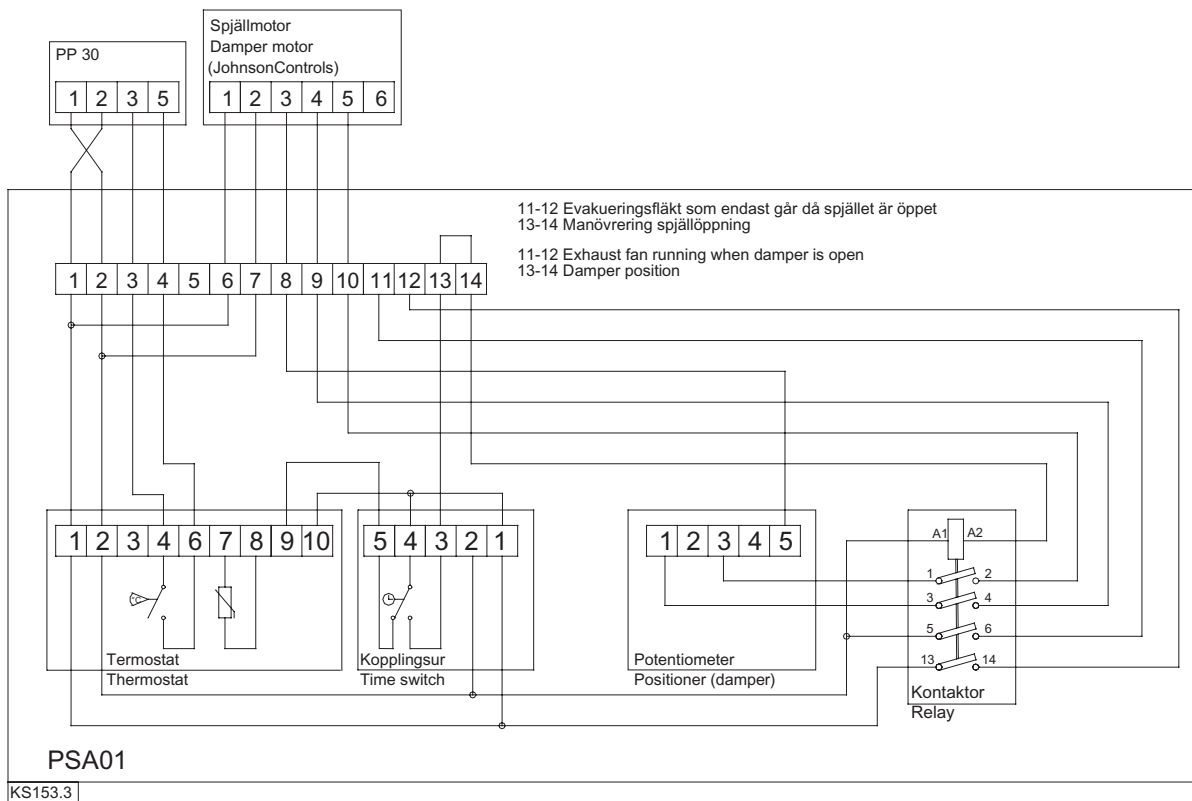 PP 30
1 2 3 5
Spjällmotor
Damper motor
(JohnsonControls)
1 2 3 4 5 6
11-12 Evakueringsfläkt som endast går då spjället är öppet
13-14 Manövrering spjällöppning
11-12 Exhaust fan running when damper is open
13-14 Damper position
1 2 3 4 5 6 7 8 9 10 11 12 13 14
1 2 3 4 6 7 8 9 10
°C
Termostat
Thermostat
5 4 3 2 1
Kopplingsur
Time switch
1 2 3 4 5
Potentiometer
Positioner (damper)
A1 A2
1 2
3 4
5 6
13 14
Kontaktor
Relay
PSA01
KS153.3